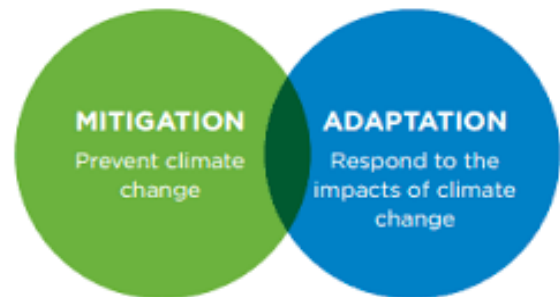 MITIGATION
Prevent climate
change
ADAPTATION
Respond to the
impacts of climate
change